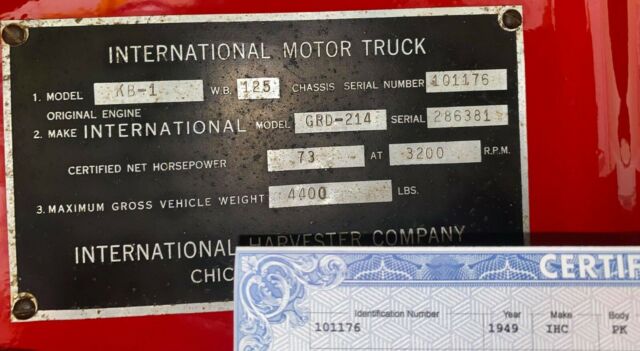 INTERNATIONAL MOTOR TRUCK
1. MODEL KB-1 W.B. 125 CHASSIS SERIAL NUMBER 101176
ORIGINAL ENGINE
2. MAKE INTERNATIONAL MODEL GRD-214 SERIAL 286381
CERTIFIED NET HORSEPOWER 73 AT 3200 R.P.M.
3. MAXIMUM GROSS VEHICLE WEIGHT 4400 LBS.
INTERNATIONAL HARVESTER COMPANY
CHIC
CERTIF
Identification Number Year Make Body
101176 1949 IHC PK